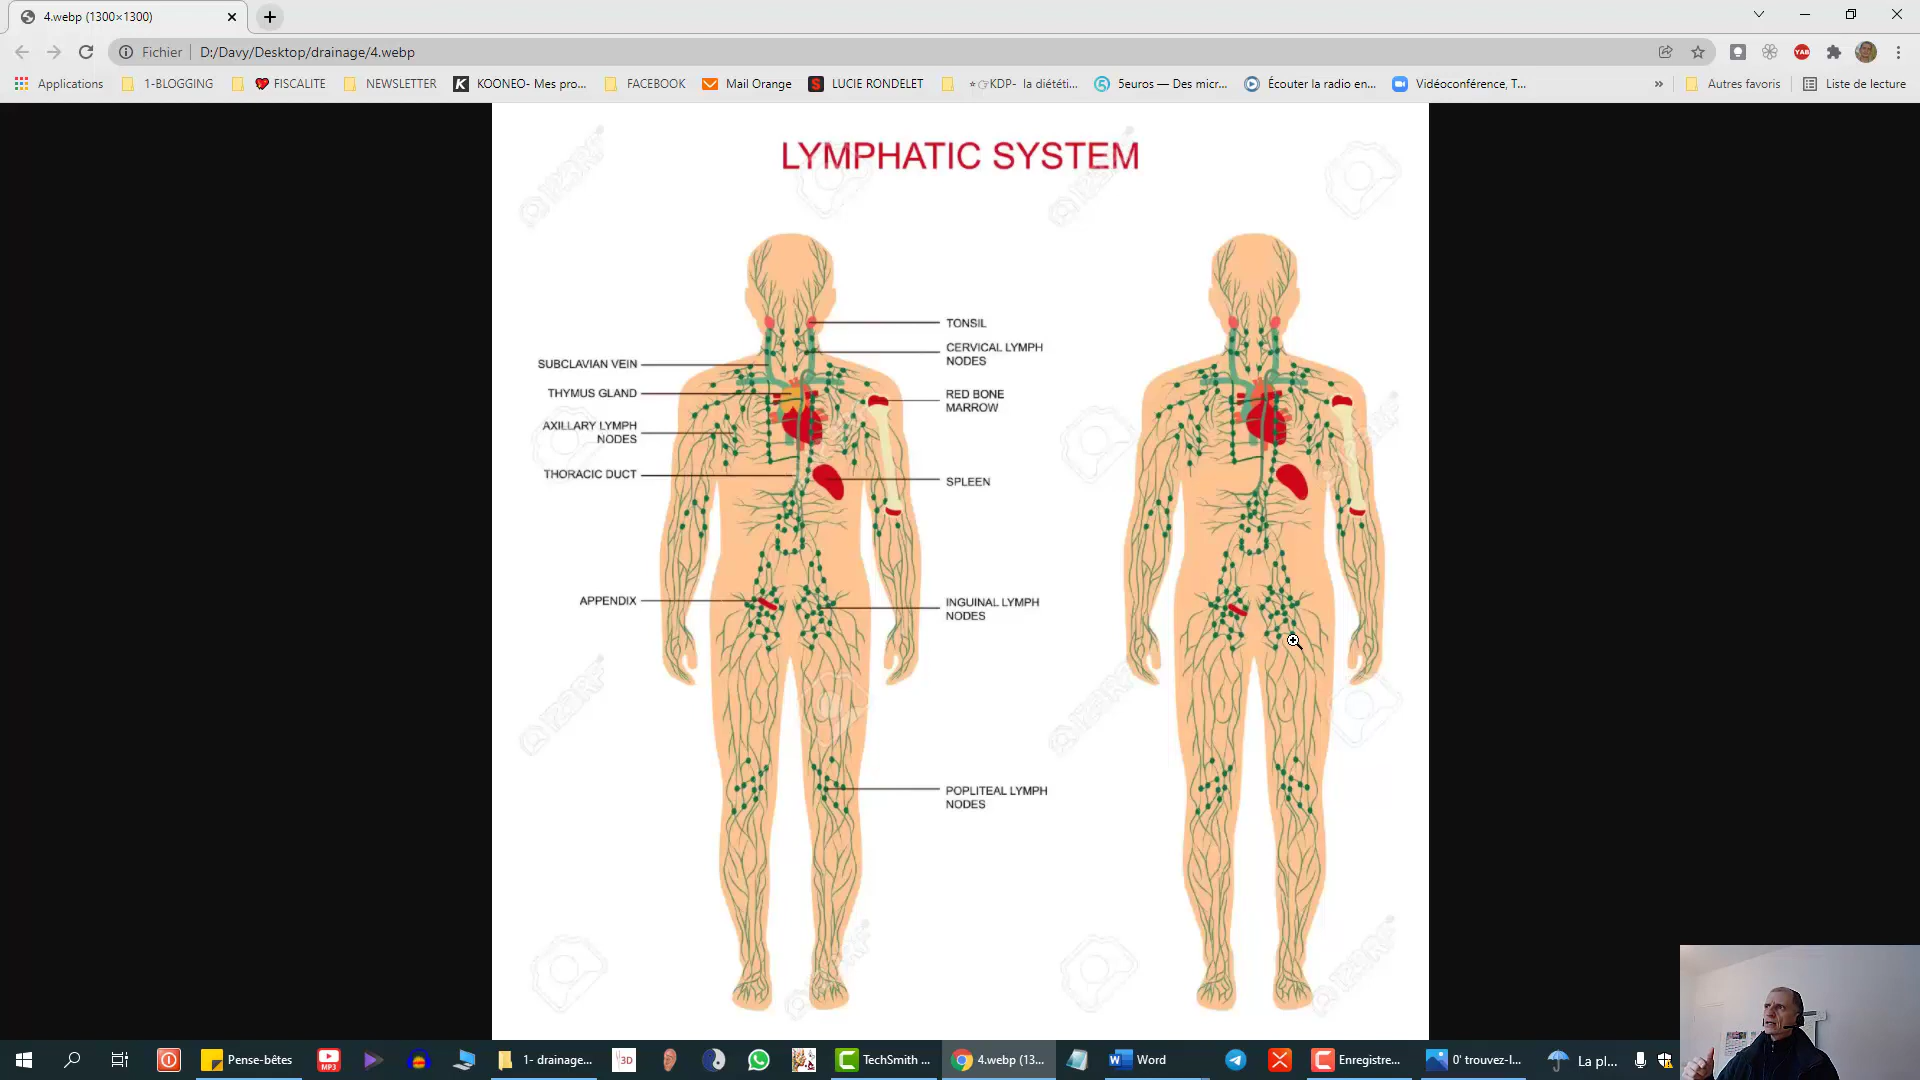 4.webp (1300×1300)
Fichier
D:/Davy/Desktop/drainage/4.webp
Applications
1-BLOGGING
FISCALITE
NEWSLETTER
KOONEO- Mes pro...
FACEBOOK
Mail Orange
LUCIE RONDELET
KDP- la diététi...
5euros — Des micr...
Écouter la radio en...
Vidéoconférence, T...
»
Autres favoris
Liste de lecture
LYMPHATIC SYSTEM
TONSIL
CERVICAL LYMPH
NODES
SUBCLAVIAN VEIN
THYMUS GLAND
RED BONE
MARROW
AXILLARY LYMPH
NODES
THORACIC DUCT
SPLEEN
APPENDIX
INGUINAL LYMPH
NODES
POPLITEAL LYMPH
NODES
123RF
Pense-bêtes
MP3
1- drainage...
3D
TechSmith ...
4.webp (13...
Word
Enregistre...
0' trouvez-l...
La pl...